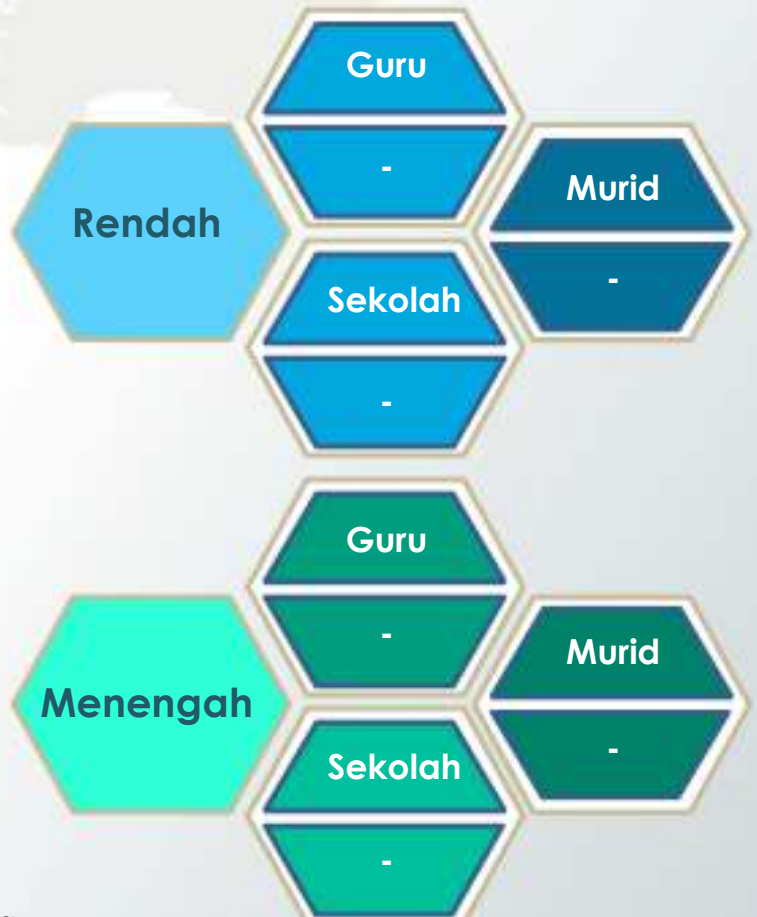 Guru
-
Murid
-
Rendah
Sekolah
-
Guru
-
Murid
-
Menengah
Sekolah
-